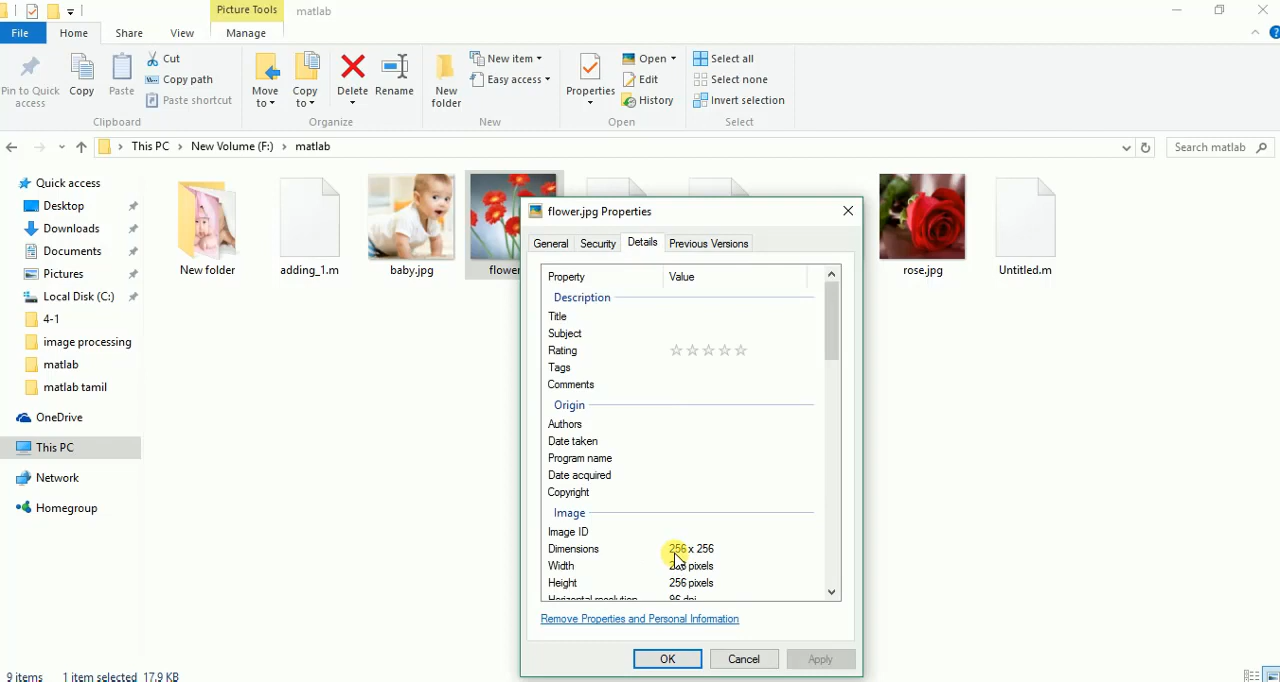 Picture Tools
matlab
File
Home
Share
View
Manage
Pin to Quick
access
Copy
Paste
Cut
Copy path
Paste shortcut
Clipboard
Move
to
Copy
to
Delete
Rename
Organize
New
folder
New item
Easy access
New
Properties
Open
Edit
History
Open
Select all
Select none
Invert selection
Select
This PC
New Volume (F:)
matlab
Search matlab
Quick access
Desktop
Downloads
Documents
Pictures
Local Disk (C:)
4-1
image processing
matlab
matlab tamil
OneDrive
This PC
Network
Homegroup
New folder
adding_1.m
baby.jpg
flower
rose.jpg
Untitled.m
flower.jpg Properties
General
Security
Details
Previous Versions
Property
Value
Description
Title
Subject
Rating
Tags
Comments
Origin
Authors
Date taken
Program name
Date acquired
Copyright
Image
Image ID
Dimensions
256 x 256
Width
pixels
Height
256 pixels
Horizontal resolution
96 dpi
Remove Properties and Personal Information
OK
Cancel
Apply
9 items
1 item selected 17.9 KB